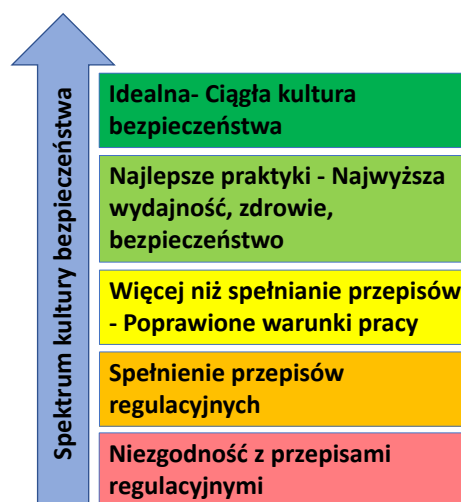 Spektrum kultury bezpieczeństwa
Idealna- Ciągła kultura
bezpieczeństwa
Najlepsze praktyki - Najwyższa
wydajność, zdrowie,
bezpieczeństwo
Więcej niż spełnianie przepisów
- Poprawione warunki pracy
Spełnienie przepisów
regulacyjnych
Niezgodność z przepisami
regulacyjnymi